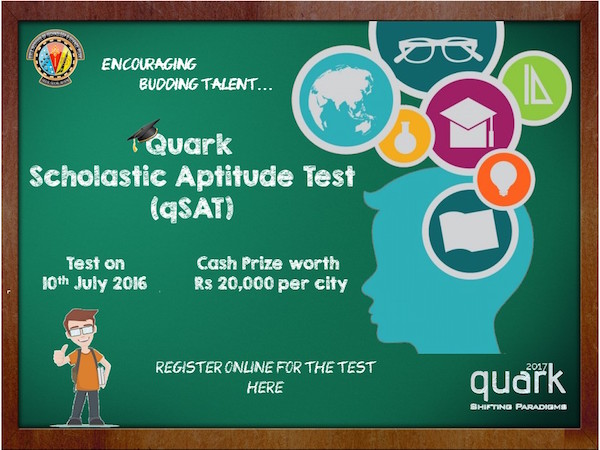 ENCOURAGING
BUDDING TALENT...
Quark
Scholastic Aptitude Test
(qSAT)
Test on
10th July 2016
Cash Prize worth
Rs 20,000 per city
REGISTER ONLINE FOR THE TEST
HERE
2017
quark
SHIFTING PARADIGMS